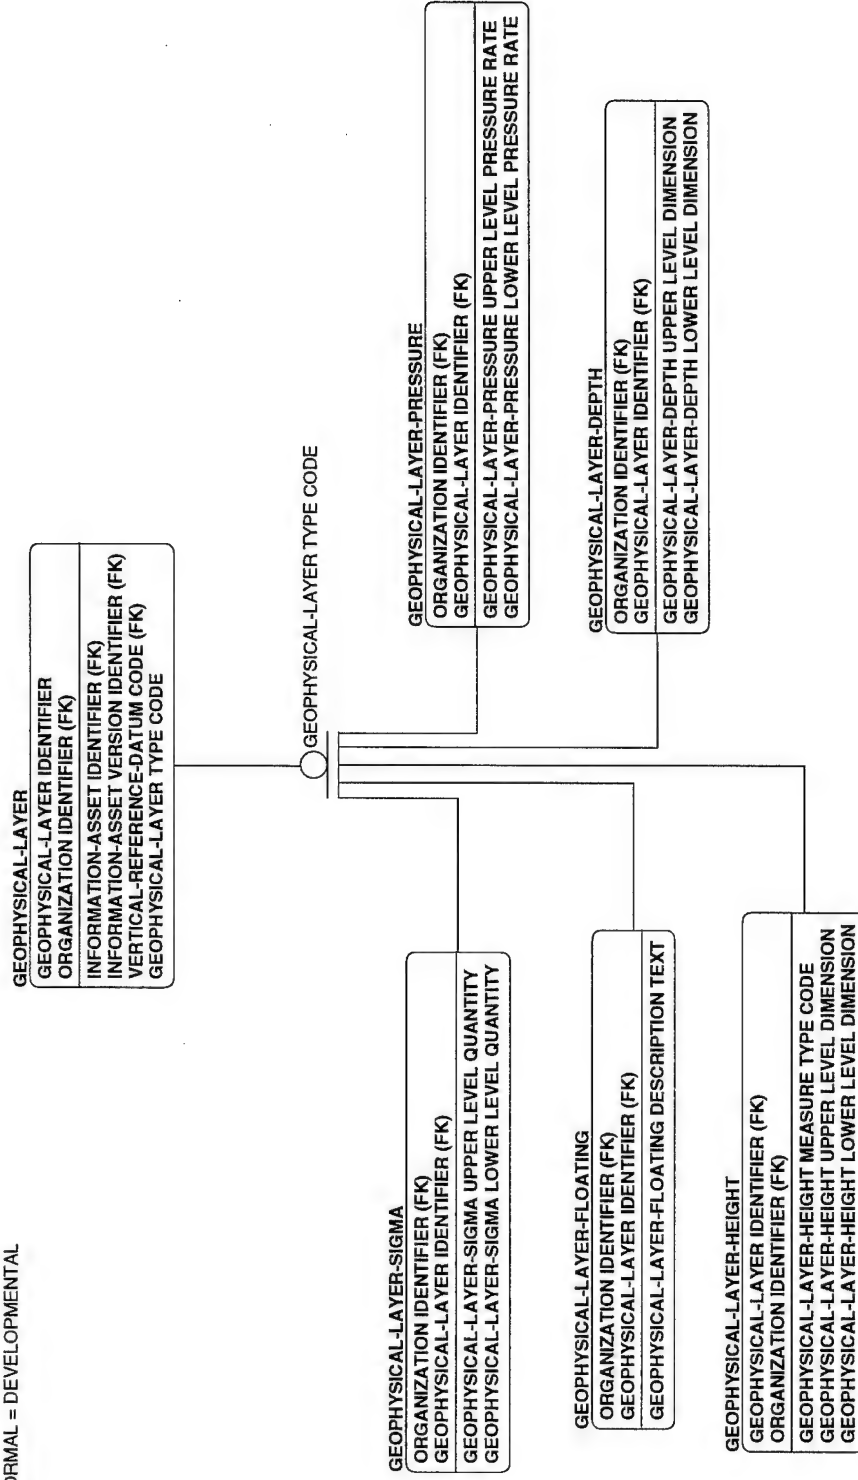 ORMAL = DEVELOPMENTAL
GEOPHYSICAL-LAYER
GEOPHYSICAL-LAYER IDENTIFIER
ORGANIZATION IDENTIFIER (FK)
INFORMATION-ASSET IDENTIFIER (FK)
INFORMATION-ASSET VERSION IDENTIFIER (FK)
VERTICAL-REFERENCE-DATUM CODE (FK)
GEOPHYSICAL-LAYER TYPE CODE
GEOPHYSICAL-LAYER TYPE CODE
GEOPHYSICAL-LAYER-SIGMA
ORGANIZATION IDENTIFIER (FK)
GEOPHYSICAL-LAYER IDENTIFIER (FK)
GEOPHYSICAL-LAYER-SIGMA UPPER LEVEL QUANTITY
GEOPHYSICAL-LAYER-SIGMA LOWER LEVEL QUANTITY
GEOPHYSICAL-LAYER-PRESSURE
ORGANIZATION IDENTIFIER (FK)
GEOPHYSICAL-LAYER IDENTIFIER (FK)
GEOPHYSICAL-LAYER-PRESSURE UPPER LEVEL PRESSURE RATE
GEOPHYSICAL-LAYER-PRESSURE LOWER LEVEL PRESSURE RATE
GEOPHYSICAL-LAYER-FLOATING
ORGANIZATION IDENTIFIER (FK)
GEOPHYSICAL-LAYER IDENTIFIER (FK)
GEOPHYSICAL-LAYER-FLOATING DESCRIPTION TEXT
GEOPHYSICAL-LAYER-DEPTH
ORGANIZATION IDENTIFIER (FK)
GEOPHYSICAL-LAYER IDENTIFIER (FK)
GEOPHYSICAL-LAYER-DEPTH UPPER LEVEL DIMENSION
GEOPHYSICAL-LAYER-DEPTH LOWER LEVEL DIMENSION
GEOPHYSICAL-LAYER-HEIGHT
GEOPHYSICAL-LAYER IDENTIFIER (FK)
ORGANIZATION IDENTIFIER (FK)
GEOPHYSICAL-LAYER-HEIGHT MEASURE TYPE CODE
GEOPHYSICAL-LAYER-HEIGHT UPPER LEVEL DIMENSION
GEOPHYSICAL-LAYER-HEIGHT LOWER LEVEL DIMENSION